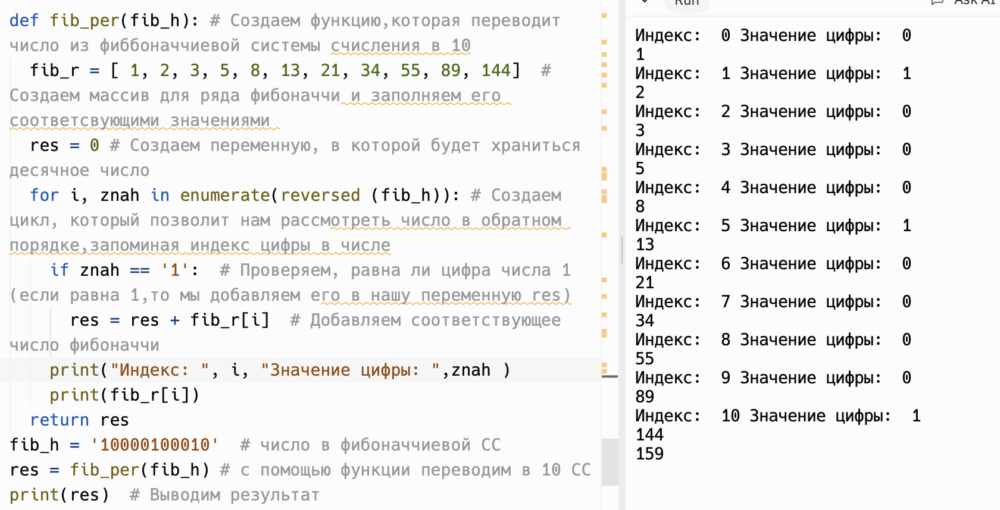 def fib_per(fib_h): # Создаем функцию,которая переводит
число из фиббоначчиевой системы счисления в 10
fib_r = [ 1, 2, 3, 5, 8, 13, 21, 34, 55, 89, 144]  #
Создаем массив для ряда фибоначчи и заполняем его
соответсвующими значениями
res = 0 # Создаем переменную, в которой будет храниться
десячное число
for i, znah in enumerate(reversed (fib_h)): # Создаем
цикл, который позволит нам рассмотреть число в обратном
порядке,запоминая индекс цифры в числе
if znah == '1':  # Проверяем, равна ли цифра числа 1
(если равна 1,то мы добавляем его в нашу переменную res)
res = res + fib_r[i]  # Добавляем соответствующее
число фибоначчи
print("Индекс: ", i, "Значение цифры: ",znah )
print(fib_r[i])
return res
fib_h = '10000100010'  # число в фибоначчиевой СС
res = fib_per(fib_h) # с помощью функции переводим в 10 СС
print(res)  # Выводим результат
Run
Ask AI
Индекс:  0 Значение цифры:  0
1
Индекс:  1 Значение цифры:  1
2
Индекс:  2 Значение цифры:  0
3
Индекс:  3 Значение цифры:  0
5
Индекс:  4 Значение цифры:  0
8
Индекс:  5 Значение цифры:  1
13
Индекс:  6 Значение цифры:  0
21
Индекс:  7 Значение цифры:  0
34
Индекс:  8 Значение цифры:  0
55
Индекс:  9 Значение цифры:  0
89
Индекс:  10 Значение цифры:  1
144
159